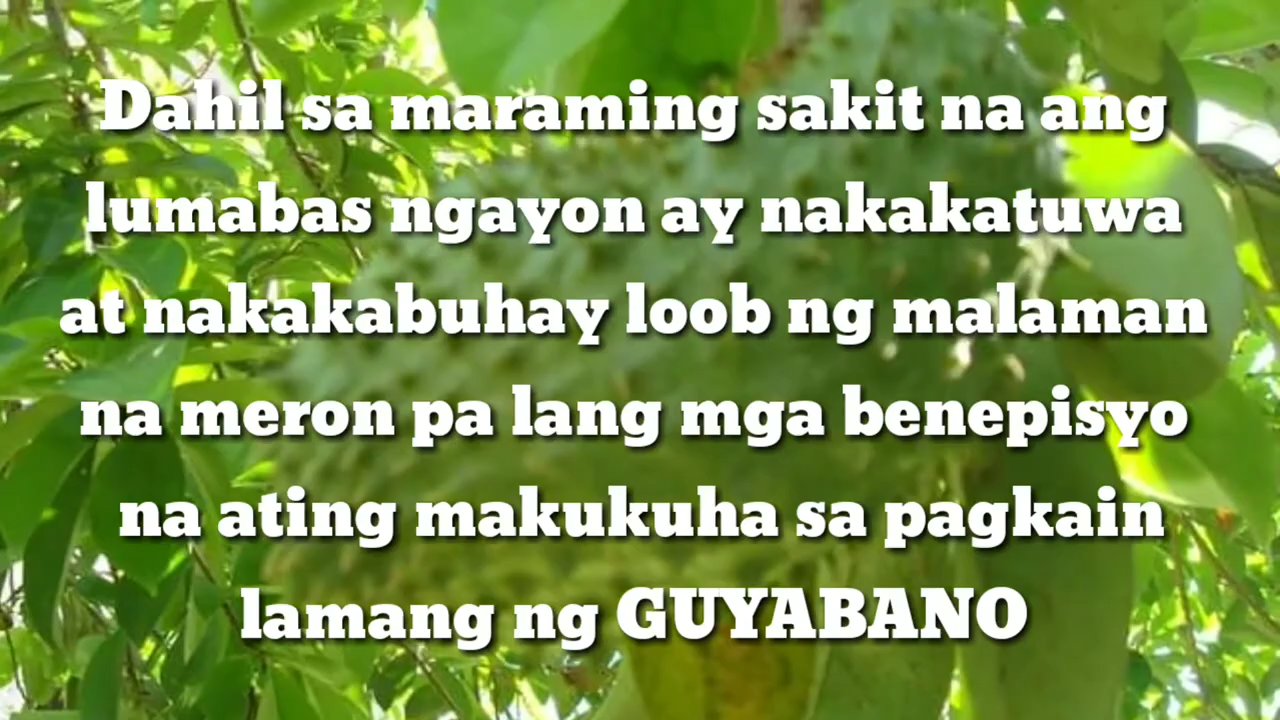 Dahil sa maraming sakit na ang
lumabas ngayon ay nakakatuwa
at nakakabuhay loob ng malaman
na meron pa lang mga benepisyo
na ating makukuha sa pagkain
lamang ng GUYABANO